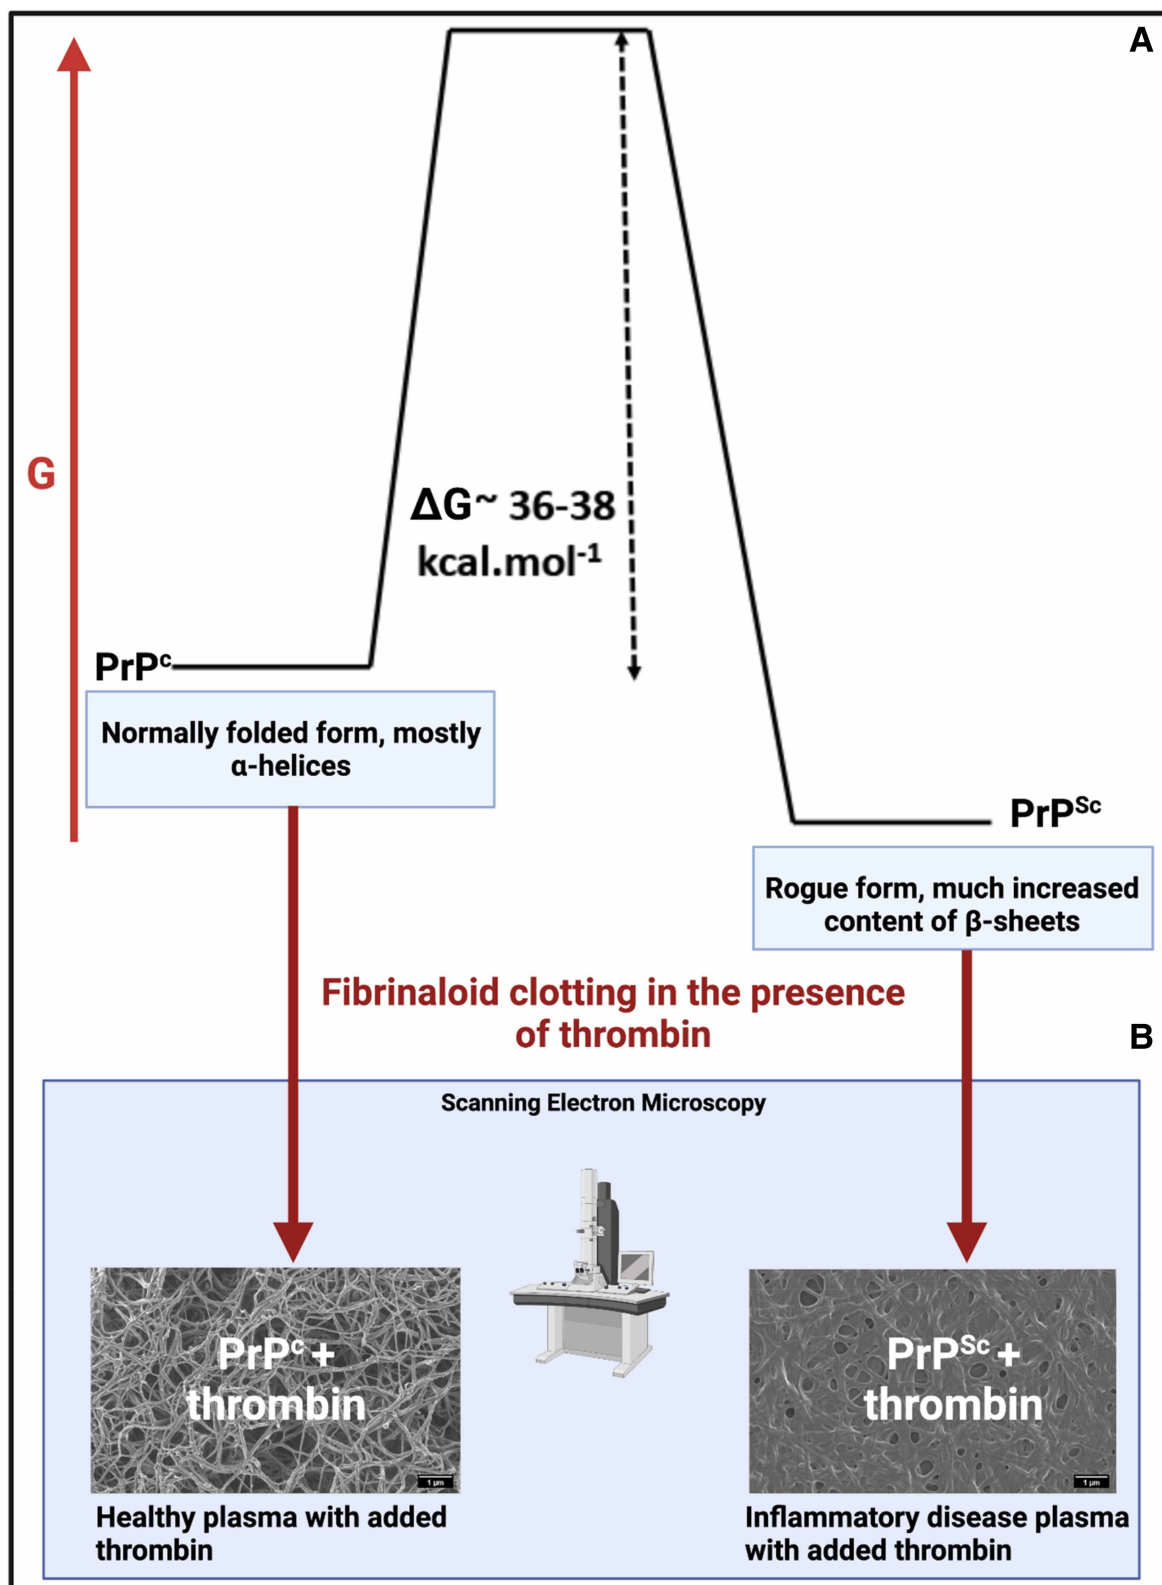 A
G
ΔG~ 36-38
kcal.mol⁻¹
PrPᶜ
Normally folded form, mostly
α-helices
PrPˢᶜ
Rogue form, much increased
content of β-sheets
Fibrinaloid clotting in the presence
of thrombin
B
Scanning Electron Microscopy
PrPᶜ +
thrombin
1 µm
PrPˢᶜ +
thrombin
1 µm
Healthy plasma with added
thrombin
Inflammatory disease plasma
with added thrombin